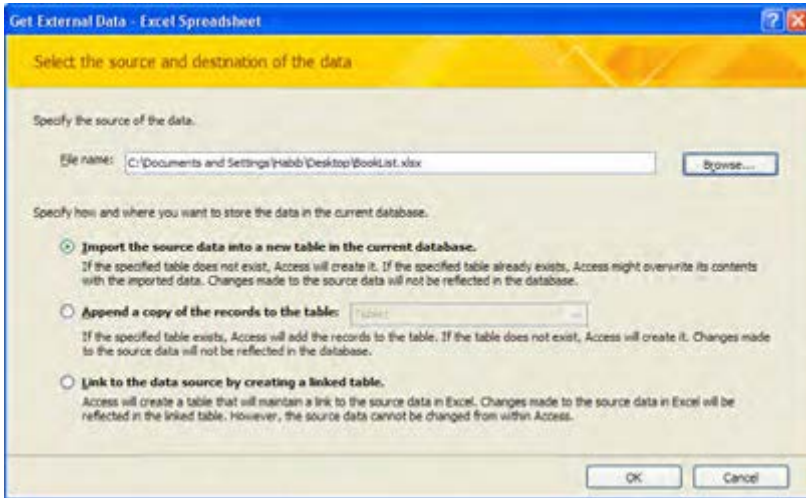 Get External Data - Excel Spreadsheet
Select the source and destination of the data
Specify the source of the data.
File name: C:\Documents and Settings\Habib\Desktop\BookList.xlsx Browse...
Specify how and where you want to store the data in the current database.
Import the source data into a new table in the current database.
If the specified table does not exist, Access will create it. If the specified table already exists, Access might overwrite its contents
with the imported data. Changes made to the source data will not be reflected in the database.
Append a copy of the records to the table:
If the specified table exists, Access will add the records to the table. If the table does not exist, Access will create it. Changes made
to the source data will not be reflected in the database.
Link to the data source by creating a linked table.
Access will create a table that will maintain a link to the source data in Excel. Changes made to the source data in Excel will be
reflected in the linked table. However, the source data cannot be changed from within Access.
OK Cancel